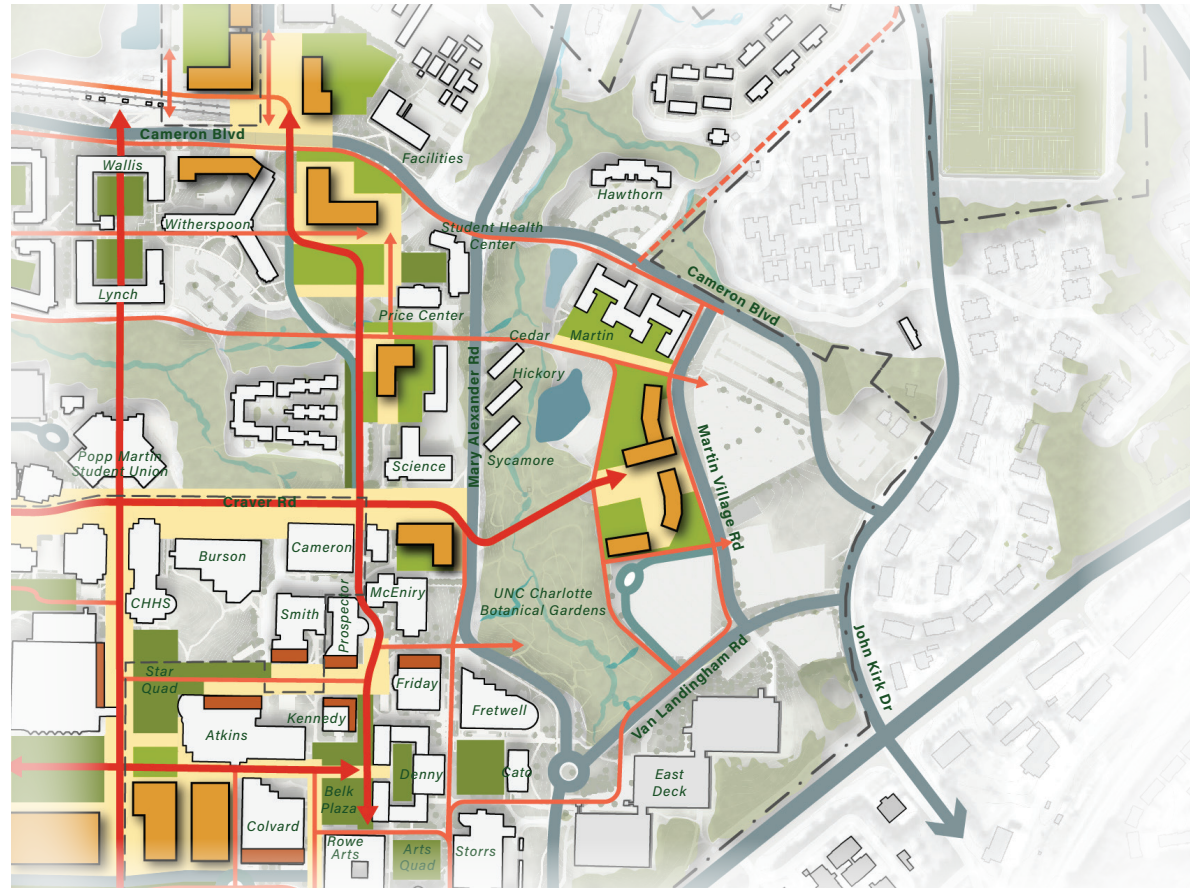 Cameron Blvd
Wallis
Facilities
Hawthorn
Witherspoon
Student Health
Center
Cameron Blvd
Lynch
Price Center
Cedar
Martin
Hickory
Mary Alexander Rd
Martin Village Rd
Popp Martin
Student Union
Science
Sycamore
Craver Rd
Burson
Cameron
CHHS
Smith
Prospector
McEniry
UNC Charlotte
Botanical Gardens
John Kirk Dr
Star
Quad
Friday
Van Landingham Rd
Kennedy
Fretwell
Atkins
Denny
Cato
East
Deck
Belk
Plaza
Colvard
Rowe
Arts
Arts
Quad
Storrs